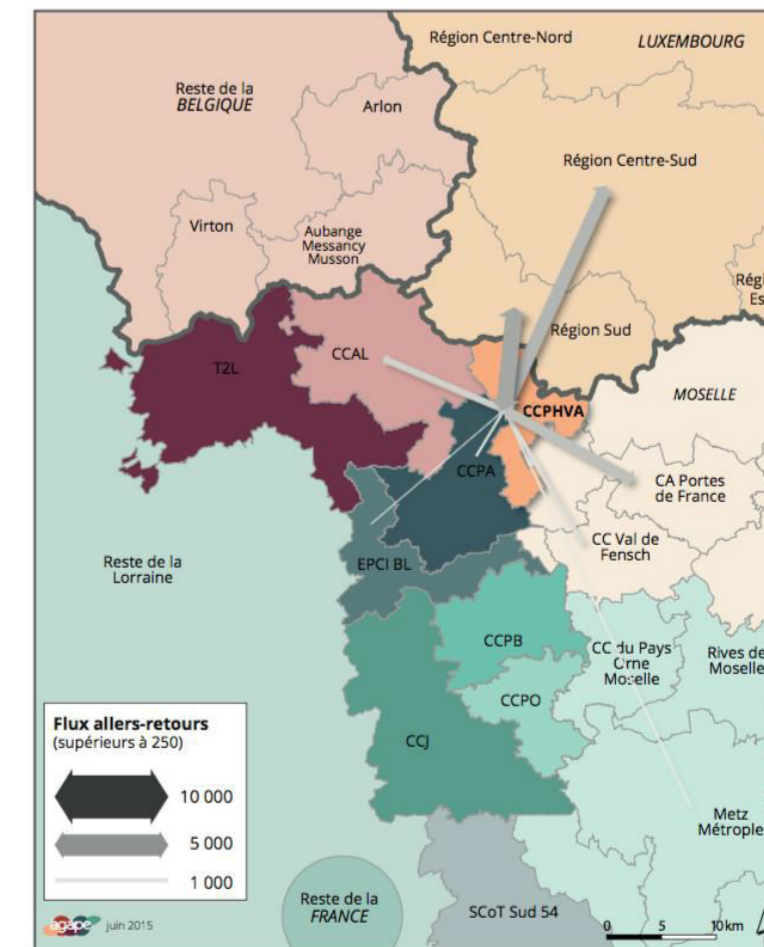 Région Centre-Nord
LUXEMBOURG
Reste de la
BELGIQUE
Arlon
Région Centre-Sud
Virton
Aubange
Messancy
Musson
Région Sud
T2L
CCAL
MOSELLE
CCPHVA
CCPA
CA Portes
de France
CC Val de
Fensch
Reste de la
Lorraine
EPCI BL
CCPB
CC du Pays
Orne
Moselle
Rives de
Moselle
CCPO
CCJ
Flux allers-retours
(supérieurs à 250)
10 000
5 000
1 000
Metz
Métrople
Reste de la
FRANCE
SCoT Sud 54
0 5 10 km
agape juin 2015